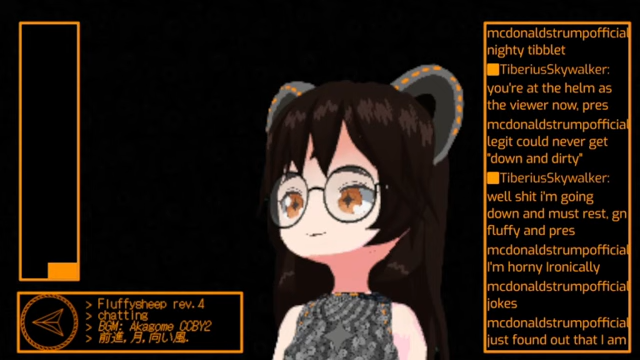 mcdonaldstrumpofficial
nighty tibblet
TiberiusSkywalker:
you're at the helm as
the viewer now, pres
mcdonaldstrumpofficial
legit could never get
"down and dirty"
TiberiusSkywalker:
well shit i'm going
down and must rest, gn
fluffy and pres
mcdonaldstrumpofficial
I'm horny Ironically
mcdonaldstrumpofficial
jokes
mcdonaldstrumpofficial
just found out that I am
> Fluffysheep rev.4
> chatting
> BGM: Akagome CCBY2
> 前進,月,向い風.